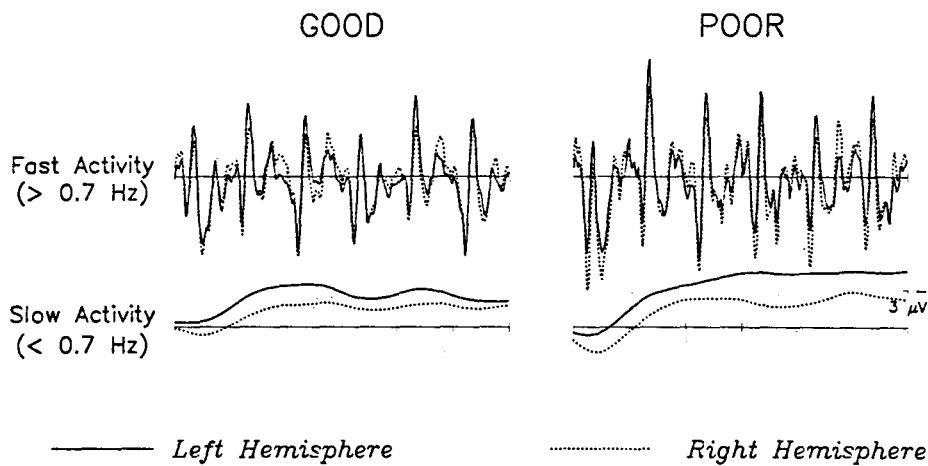 GOOD
POOR
Fast Activity
(> 0.7 Hz)
Slow Activity
(< 0.7 Hz)
3 μV
Left Hemisphere
Right Hemisphere